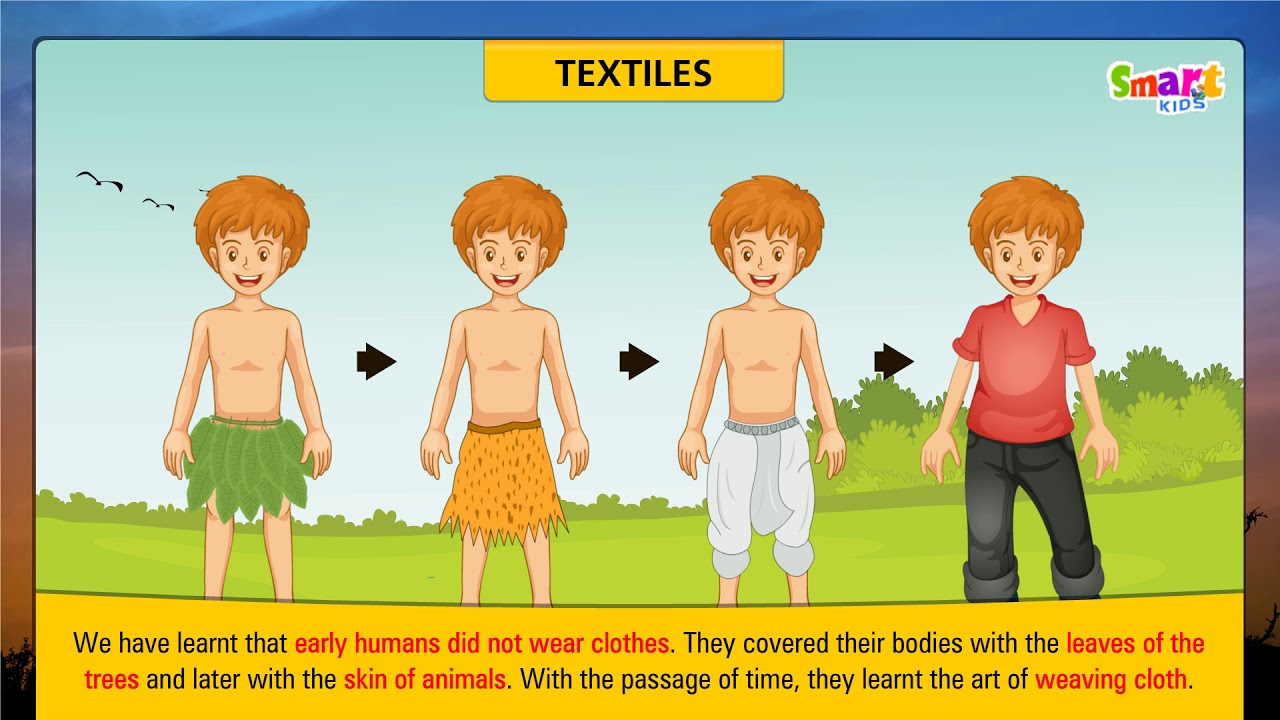 TEXTILES
Smart
KIDS
We have learnt that early humans did not wear clothes. They covered their bodies with the leaves of the
trees and later with the skin of animals. With the passage of time, they learnt the art of weaving cloth.